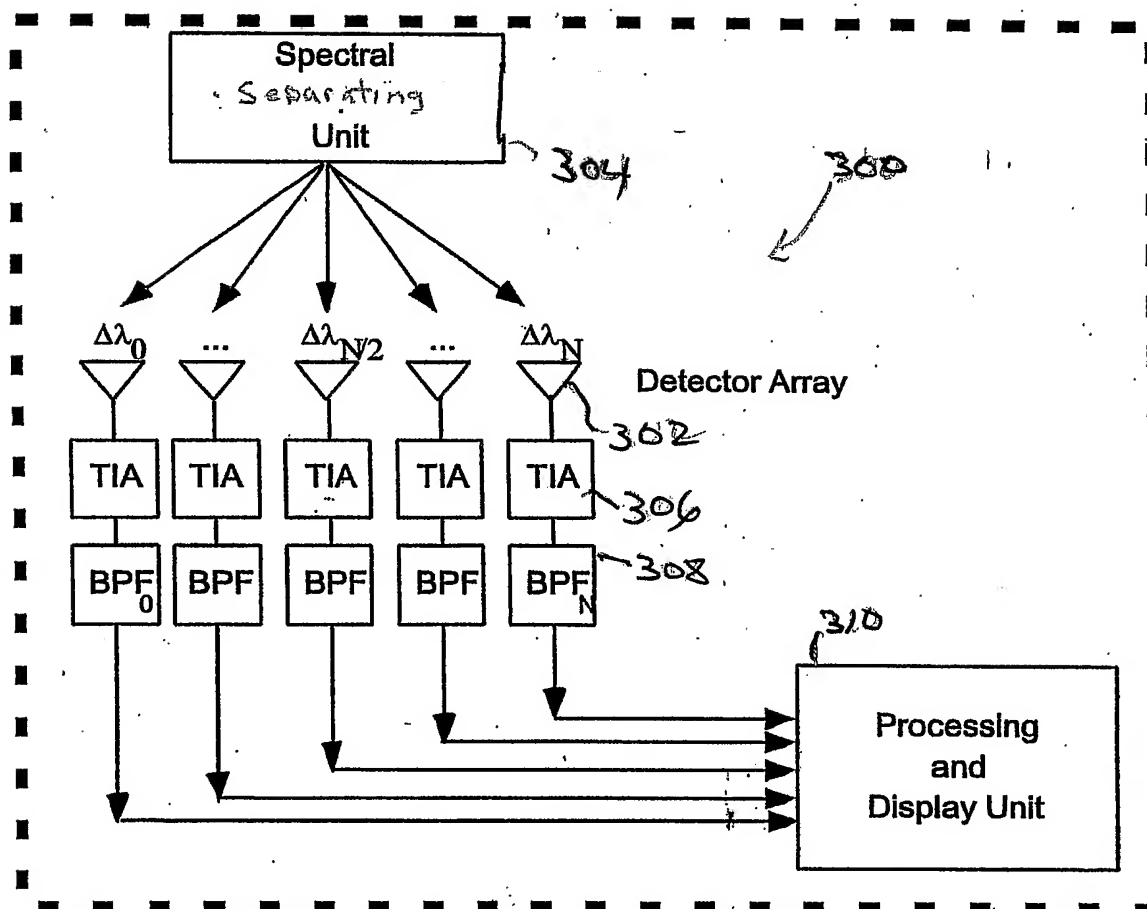 Spectral
Separating
Unit
304
300
Δλ0 ... ΔλN/2 ... ΔλN
Detector Array
302
TIA TIA TIA TIA TIA
306
BPF0 BPF BPF BPF BPFN
308
310
Processing
and
Display Unit